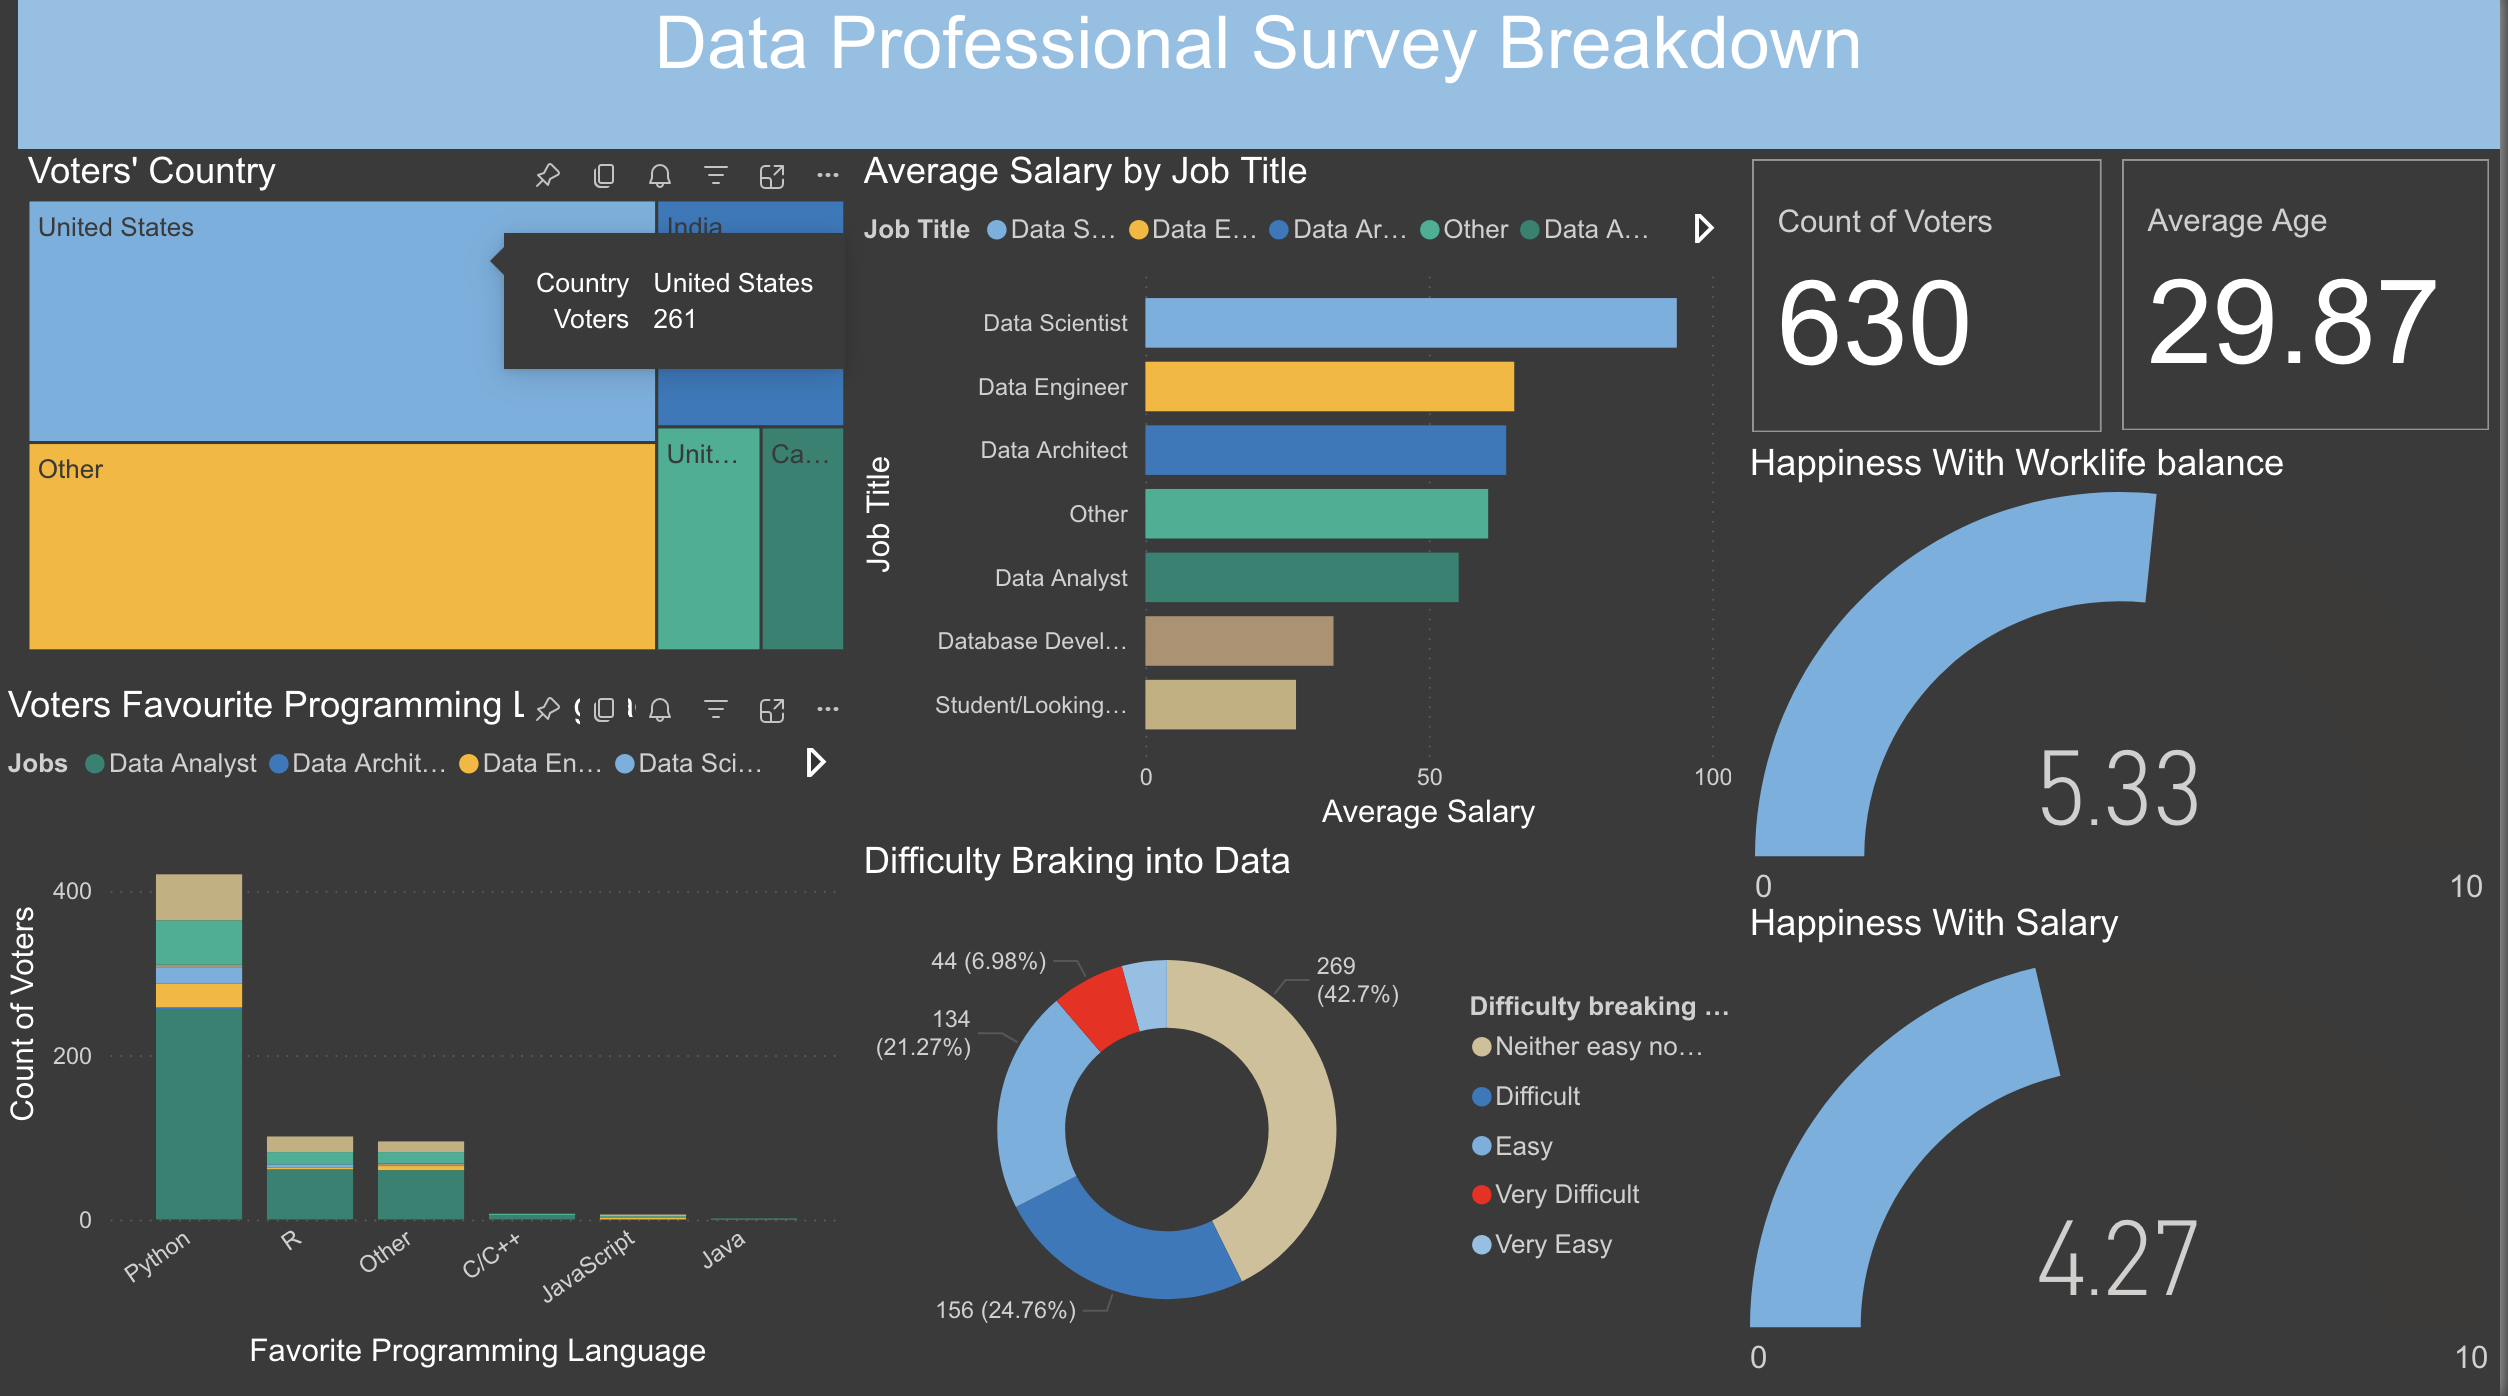 Data Professional Survey Breakdown
Voters' Country
United States
India
Country United States
Voters 261
Other
Unit...
Ca...
Average Salary by Job Title
Job Title Data S... Data E... Data Ar... Other Data A...
Job Title
Data Scientist
Data Engineer
Data Architect
Other
Data Analyst
Database Devel...
Student/Looking...
0 50 100
Average Salary
Count of Voters
630
Average Age
29.87
Happiness With Worklife balance
5.33
0 10
Voters Favourite Programming
Jobs Data Analyst Data Archit... Data En... Data Sci...
Count of Voters
400
200
0
Python R Other C/C++ JavaScript Java
Favorite Programming Language
Difficulty Braking into Data
44 (6.98%)
269
(42.7%)
134
(21.27%)
156 (24.76%)
Difficulty breaking ...
Neither easy no...
Difficult
Easy
Very Difficult
Very Easy
Happiness With Salary
4.27
0 10